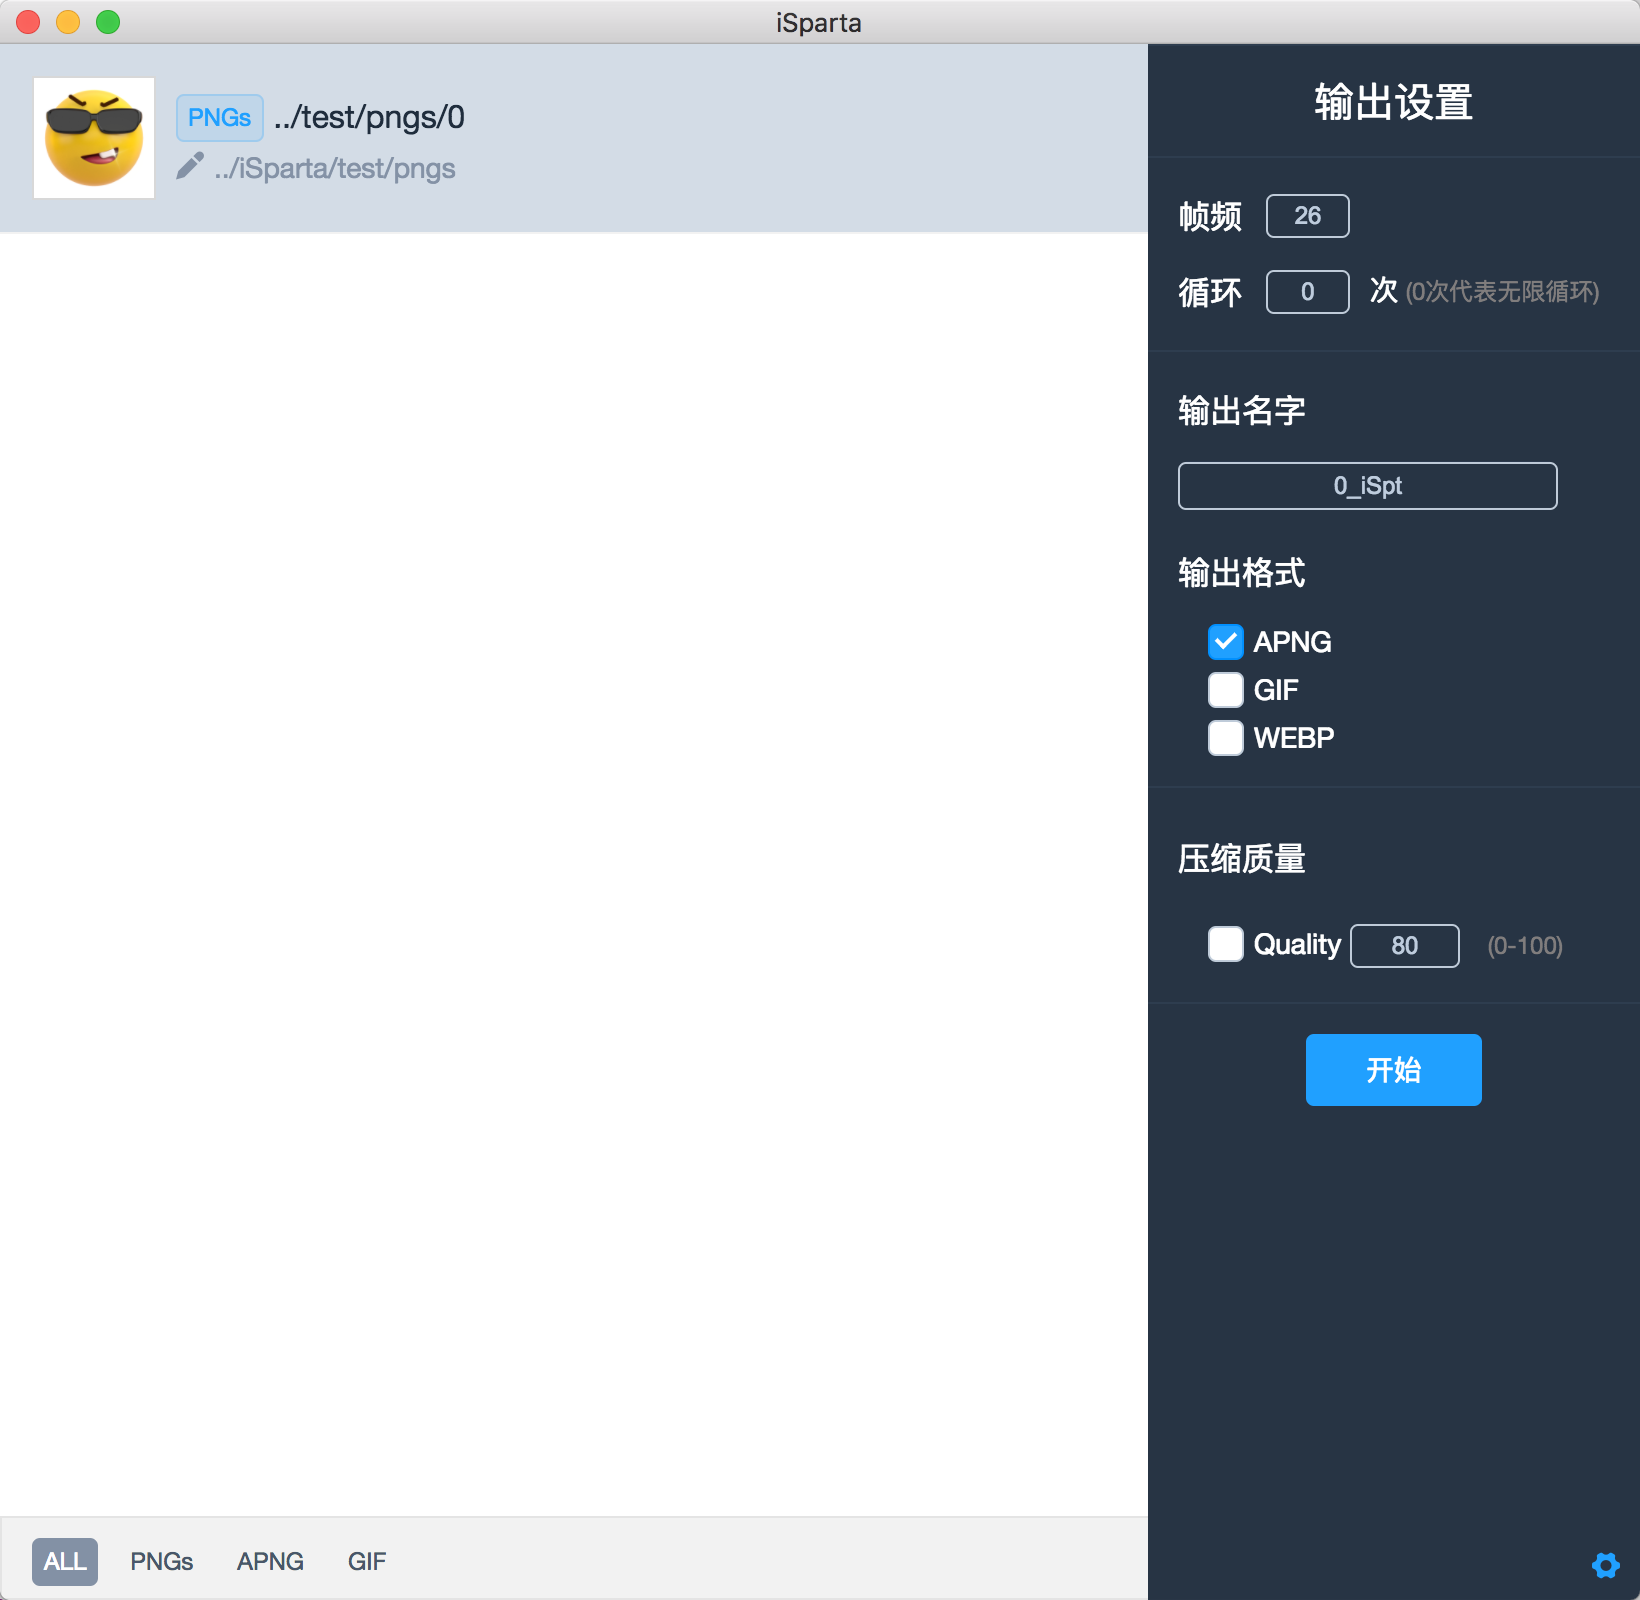 iSparta
PNGs ../test/pngs/0
../iSparta/test/pngs
输出设置
帧频 26
循环 0 次 (0次代表无限循环)
输出名字
0_iSpt
输出格式
APNG
GIF
WEBP
压缩质量
Quality 80 (0-100)
开始
ALL PNGs APNG GIF